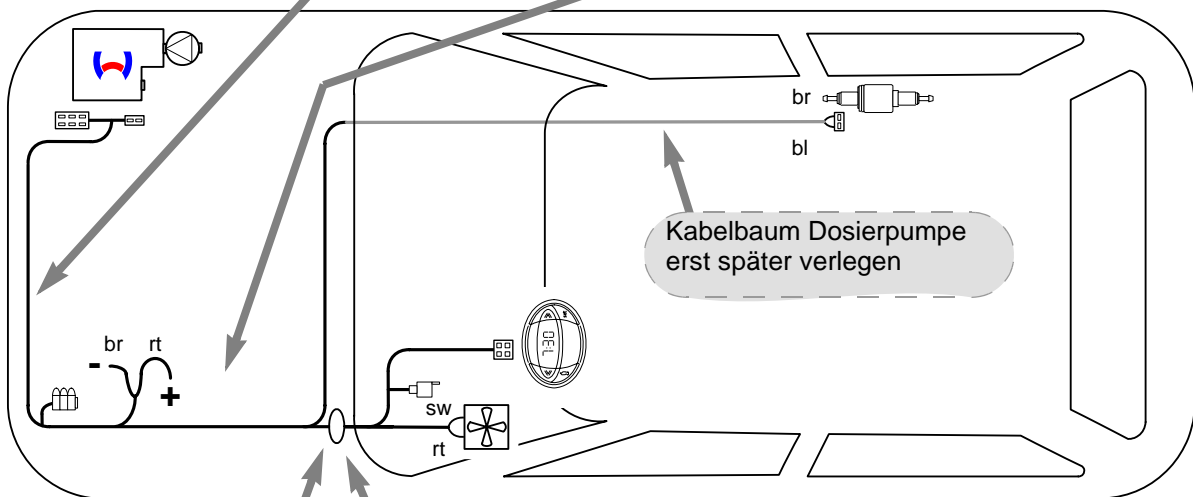 br
bl
Kabelbaum Dosierpumpe
erst später verlegen
br rt
- +
sw
rt